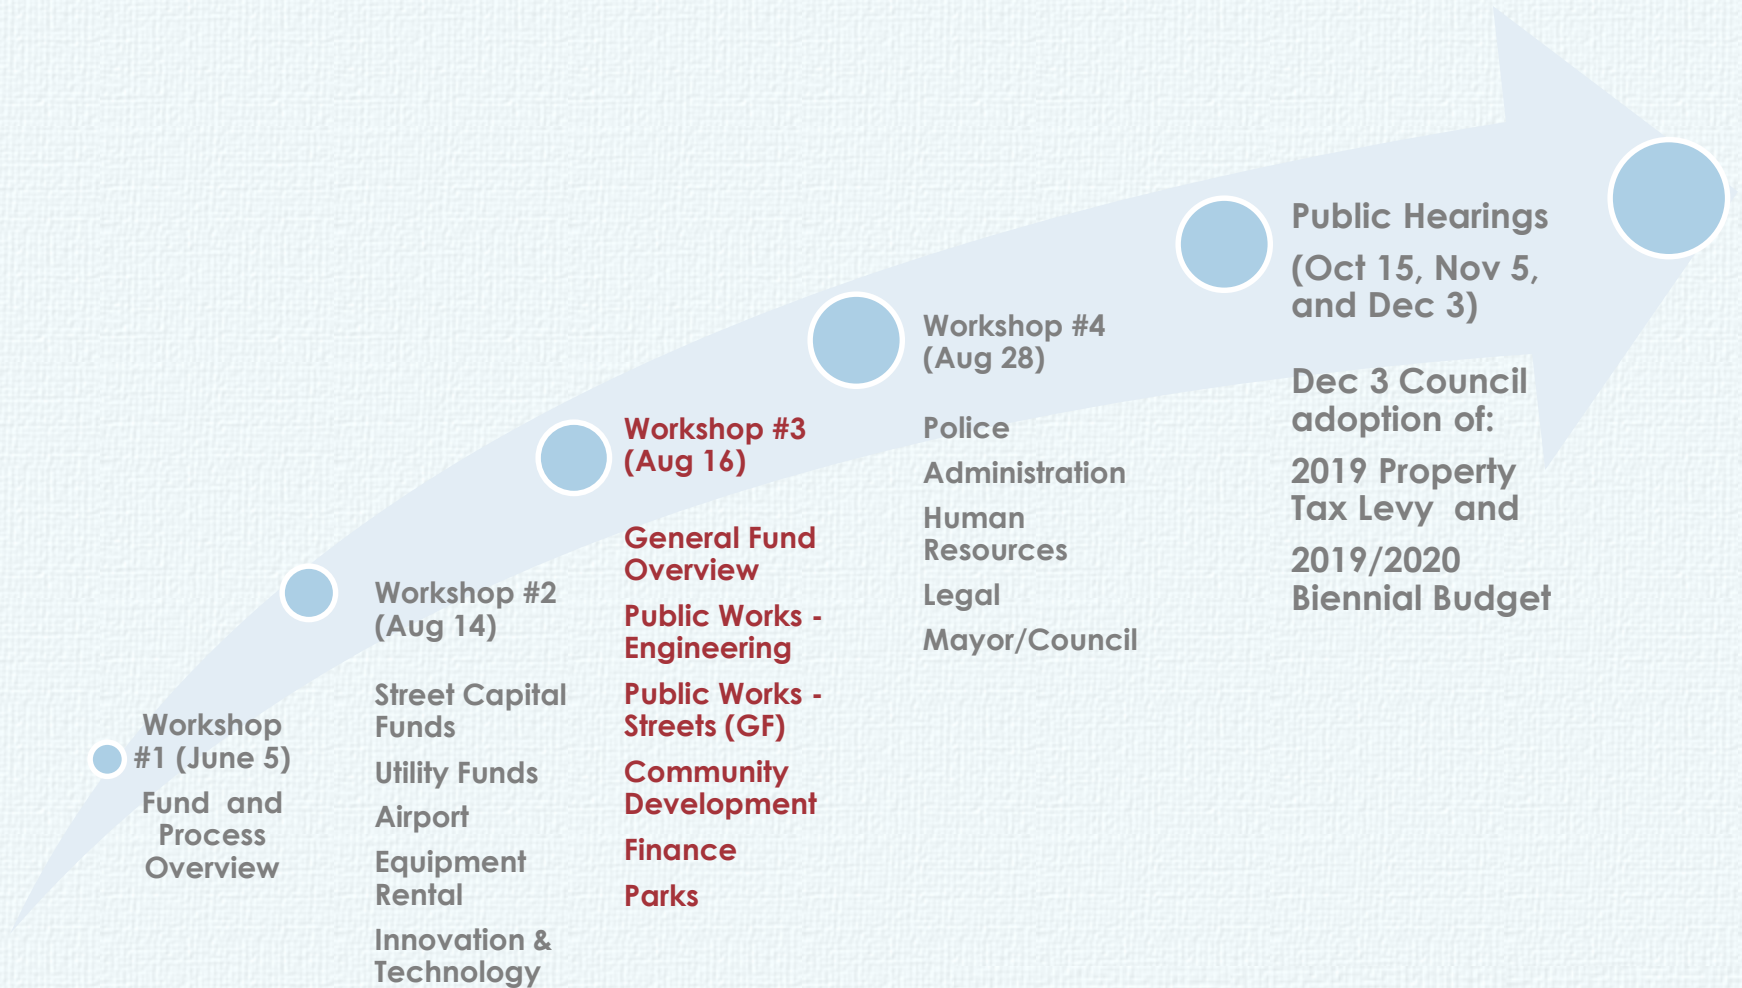 Workshop
#1 (June 5)
Fund and
Process
Overview
Workshop #2
(Aug 14)
Street Capital
Funds
Utility Funds
Airport
Equipment
Rental
Innovation &
Technology
Workshop #3
(Aug 16)
General Fund
Overview
Public Works -
Engineering
Public Works -
Streets (GF)
Community
Development
Finance
Parks
Workshop #4
(Aug 28)
Police
Administration
Human
Resources
Legal
Mayor/Council
Public Hearings
(Oct 15, Nov 5,
and Dec 3)
Dec 3 Council
adoption of:
2019 Property
Tax Levy and
2019/2020
Biennial Budget